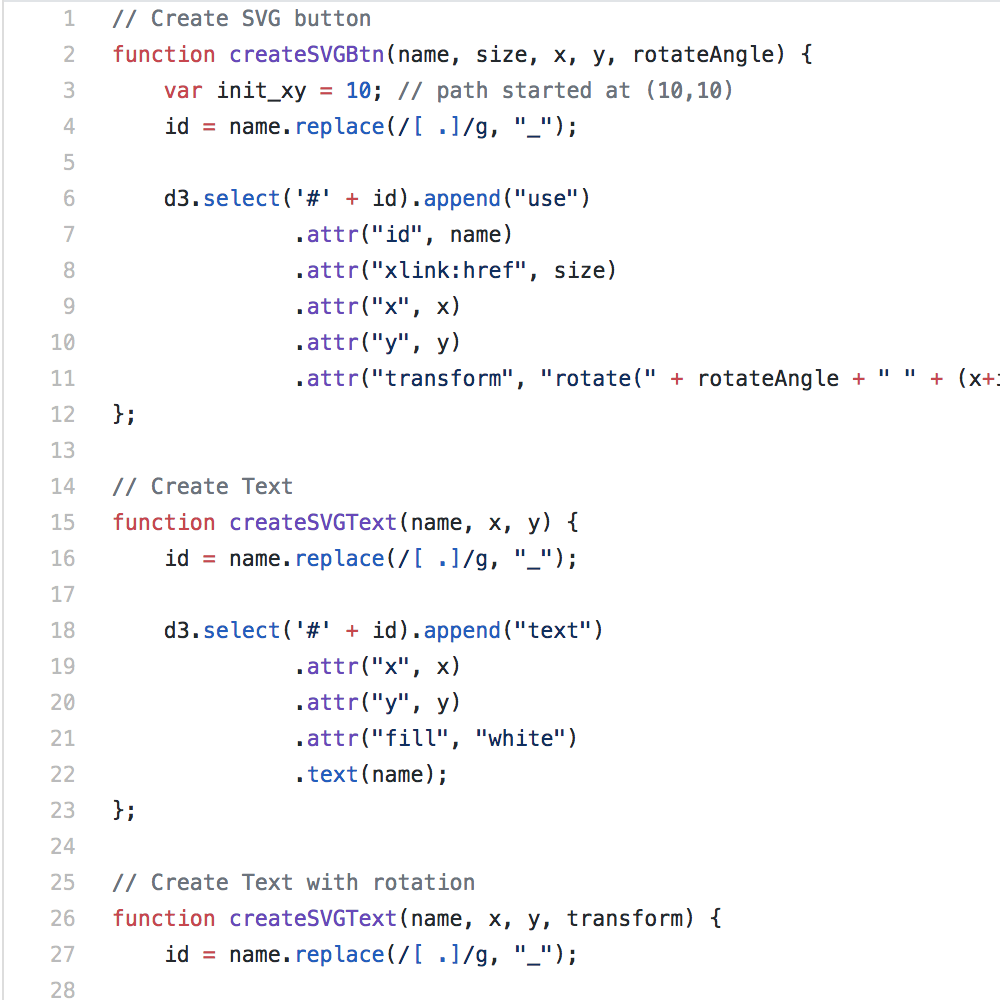 1 // Create SVG button
2 function createSVGBtn(name, size, x, y, rotateAngle) {
3 var init_xy = 10; // path started at (10,10)
4 id = name.replace(/[ .]/g, "_");
5
6 d3.select('#' + id).append("use")
7 .attr("id", name)
8 .attr("xlink:href", size)
9 .attr("x", x)
10 .attr("y", y)
11 .attr("transform", "rotate(" + rotateAngle + " " + (x+
12 };
13
14 // Create Text
15 function createSVGText(name, x, y) {
16 id = name.replace(/[ .]/g, "_");
17
18 d3.select('#' + id).append("text")
19 .attr("x", x)
20 .attr("y", y)
21 .attr("fill", "white")
22 .text(name);
23 };
24
25 // Create Text with rotation
26 function createSVGText(name, x, y, transform) {
27 id = name.replace(/[ .]/g, "_");
28